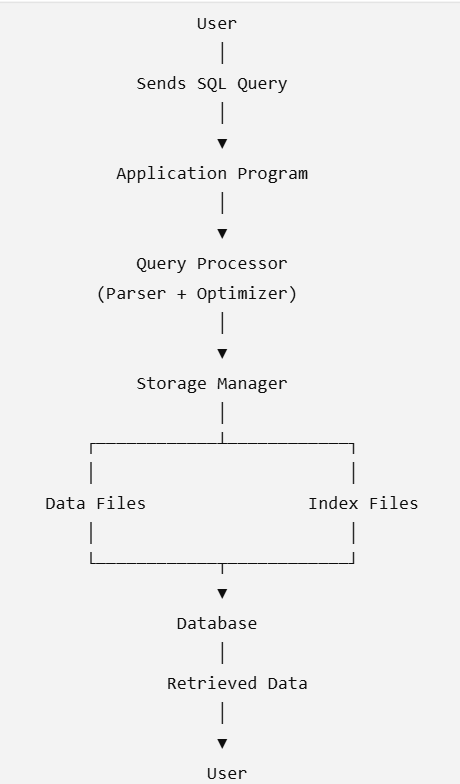 User
Sends SQL Query
Application Program
Query Processor
(Parser + Optimizer)
Storage Manager
Data Files Index Files
Database
Retrieved Data
User